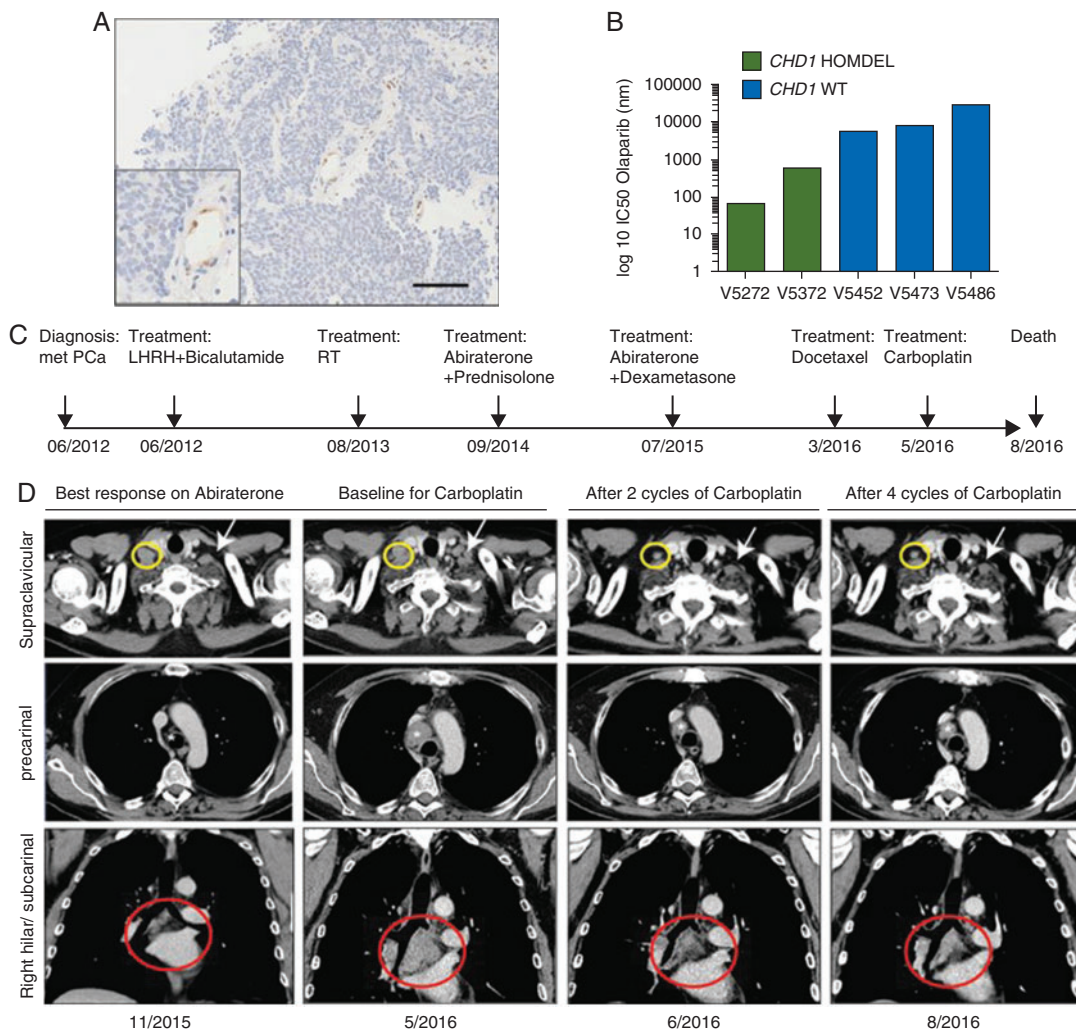 A
B
CHD1 HOMDEL
CHD1 WT
log 10 IC50 Olaparib (nm)
100000
10000
1000
100
10
1
V5272 V5372 V5452 V5473 V5486
C
Diagnosis:
met PCa
Treatment:
LHRH+Bicalutamide
Treatment:
RT
Treatment:
Abiraterone
+Prednisolone
Treatment:
Abiraterone
+Dexametasone
Treatment:
Docetaxel
Treatment:
Carboplatin
Death
06/2012 06/2012 08/2013 09/2014 07/2015 3/2016 5/2016 8/2016
D
Best response on Abiraterone Baseline for Carboplatin After 2 cycles of Carboplatin After 4 cycles of Carboplatin
Supraclavicular
precarinal
Right hilar/ subcarinal
11/2015 5/2016 6/2016 8/2016